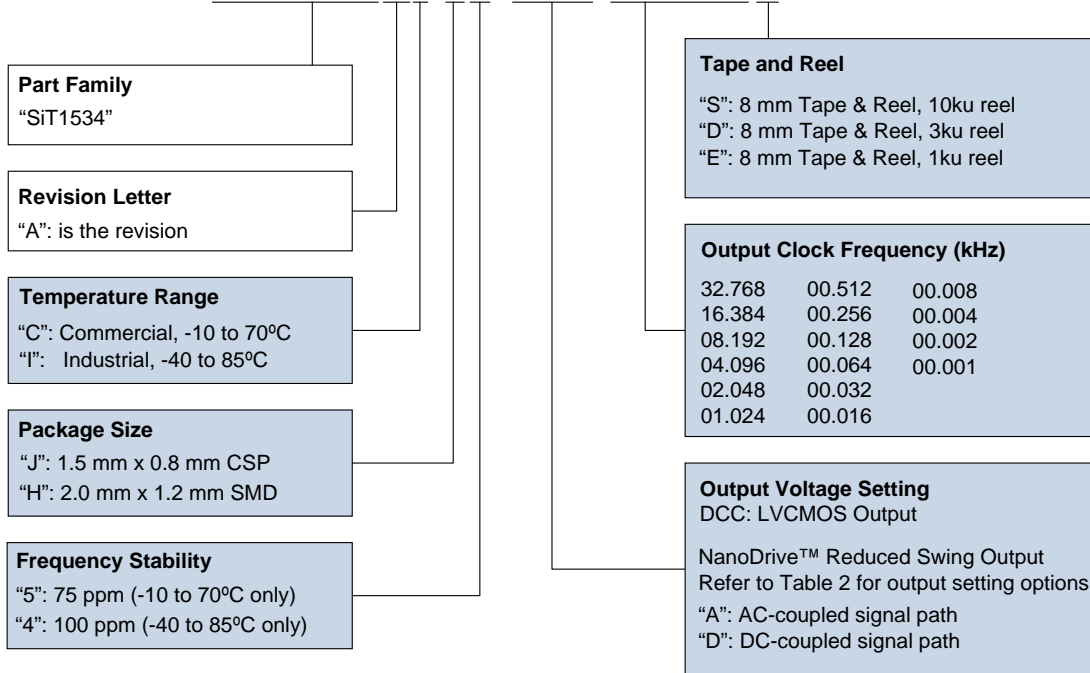 Part Family
“SiT1534”
Revision Letter
“A”: is the revision
Temperature Range
“C”: Commercial, -10 to 70ºC
“I”: Industrial, -40 to 85ºC
Package Size
“J”: 1.5 mm x 0.8 mm CSP
“H”: 2.0 mm x 1.2 mm SMD
Frequency Stability
“5”: 75 ppm (-10 to 70ºC only)
“4”: 100 ppm (-40 to 85ºC only)
Tape and Reel
“S”: 8 mm Tape & Reel, 10ku reel
“D”: 8 mm Tape & Reel, 3ku reel
“E”: 8 mm Tape & Reel, 1ku reel
Output Clock Frequency (kHz)
32.768 00.512 00.008
16.384 00.256 00.004
08.192 00.128 00.002
04.096 00.064 00.001
02.048 00.032
01.024 00.016
Output Voltage Setting
DCC: LVCMOS Output
NanoDrive™ Reduced Swing Output
Refer to Table 2 for output setting options
“A”: AC-coupled signal path
“D”: DC-coupled signal path